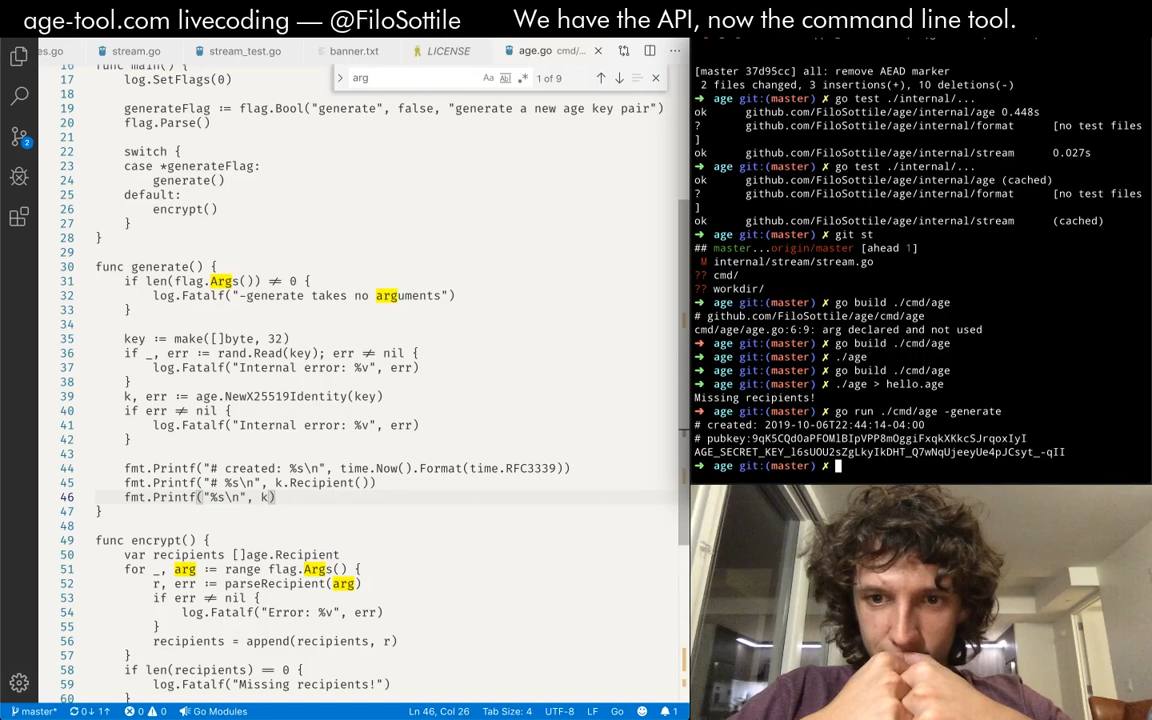 age-tool.com livecoding — @FiloSottile
We have the API, now the command line tool.
es.go
stream.go
stream_test.go
banner.txt
LICENSE
age.go cmd/...
arg
Aa
1 of 9
16 func main() {
17 log.SetFlags(0)
18
19 generateFlag := flag.Bool("generate", false, "generate a new age key pair")
20 flag.Parse()
21
22 switch {
23 case *generateFlag:
24 generate()
25 default:
26 encrypt()
27 }
28 }
29
30 func generate() {
31 if len(flag.Args()) ≠ 0 {
32 log.Fatalf("-generate takes no arguments")
33 }
34
35 key := make([]byte, 32)
36 if _, err := rand.Read(key); err ≠ nil {
37 log.Fatalf("Internal error: %v", err)
38 }
39 k, err := age.NewX25519Identity(key)
40 if err ≠ nil {
41 log.Fatalf("Internal error: %v", err)
42 }
43
44 fmt.Printf("# created: %s\n", time.Now().Format(time.RFC3339))
45 fmt.Printf("# %s\n", k.Recipient())
46 fmt.Printf("%s\n", k)
47 }
48
49 func encrypt() {
50 var recipients []age.Recipient
51 for _, arg := range flag.Args() {
52 r, err := parseRecipient(arg)
53 if err ≠ nil {
54 log.Fatalf("Error: %v", err)
55 }
56 recipients = append(recipients, r)
57 }
58 if len(recipients) == 0 {
59 log.Fatalf("Missing recipients!")
60 }
[master 37d95cc] all: remove AEAD marker
2 files changed, 3 insertions(+), 10 deletions(-)
➜ age git:(master) ✗ go test ./internal/...
ok github.com/FiloSottile/age/internal/age 0.448s
? github.com/FiloSottile/age/internal/format [no test files
]
ok github.com/FiloSottile/age/internal/stream 0.027s
➜ age git:(master) ✗ go test ./internal/...
ok github.com/FiloSottile/age/internal/age (cached)
? github.com/FiloSottile/age/internal/format [no test files
]
ok github.com/FiloSottile/age/internal/stream (cached)
➜ age git:(master) ✗ git st
## master...origin/master [ahead 1]
M internal/stream/stream.go
?? cmd/
?? workdir/
➜ age git:(master) ✗ go build ./cmd/age
# github.com/FiloSottile/age/cmd/age
cmd/age/age.go:6:9: arg declared and not used
➜ age git:(master) ✗ go build ./cmd/age
➜ age git:(master) ✗ ./age
➜ age git:(master) ✗ go build ./cmd/age
➜ age git:(master) ✗ ./age > hello.age
Missing recipients!
➜ age git:(master) ✗ go run ./cmd/age -generate
# created: 2019-10-06T22:44:14-04:00
# pubkey:9qK5CQdOaPFOMlBIpVPP8mOggiFxqkXKkcSJrqoxIyI
AGE_SECRET_KEY_l6sUOU2sZgLkyIkDHT_Q7wNqUjeeyUe4pJCsyt_-qII
➜ age git:(master) ✗
2
master* 0↓ 1↑ 0 0 Go Modules
Ln 46, Col 26 Tab Size: 4 UTF-8 LF Go 1